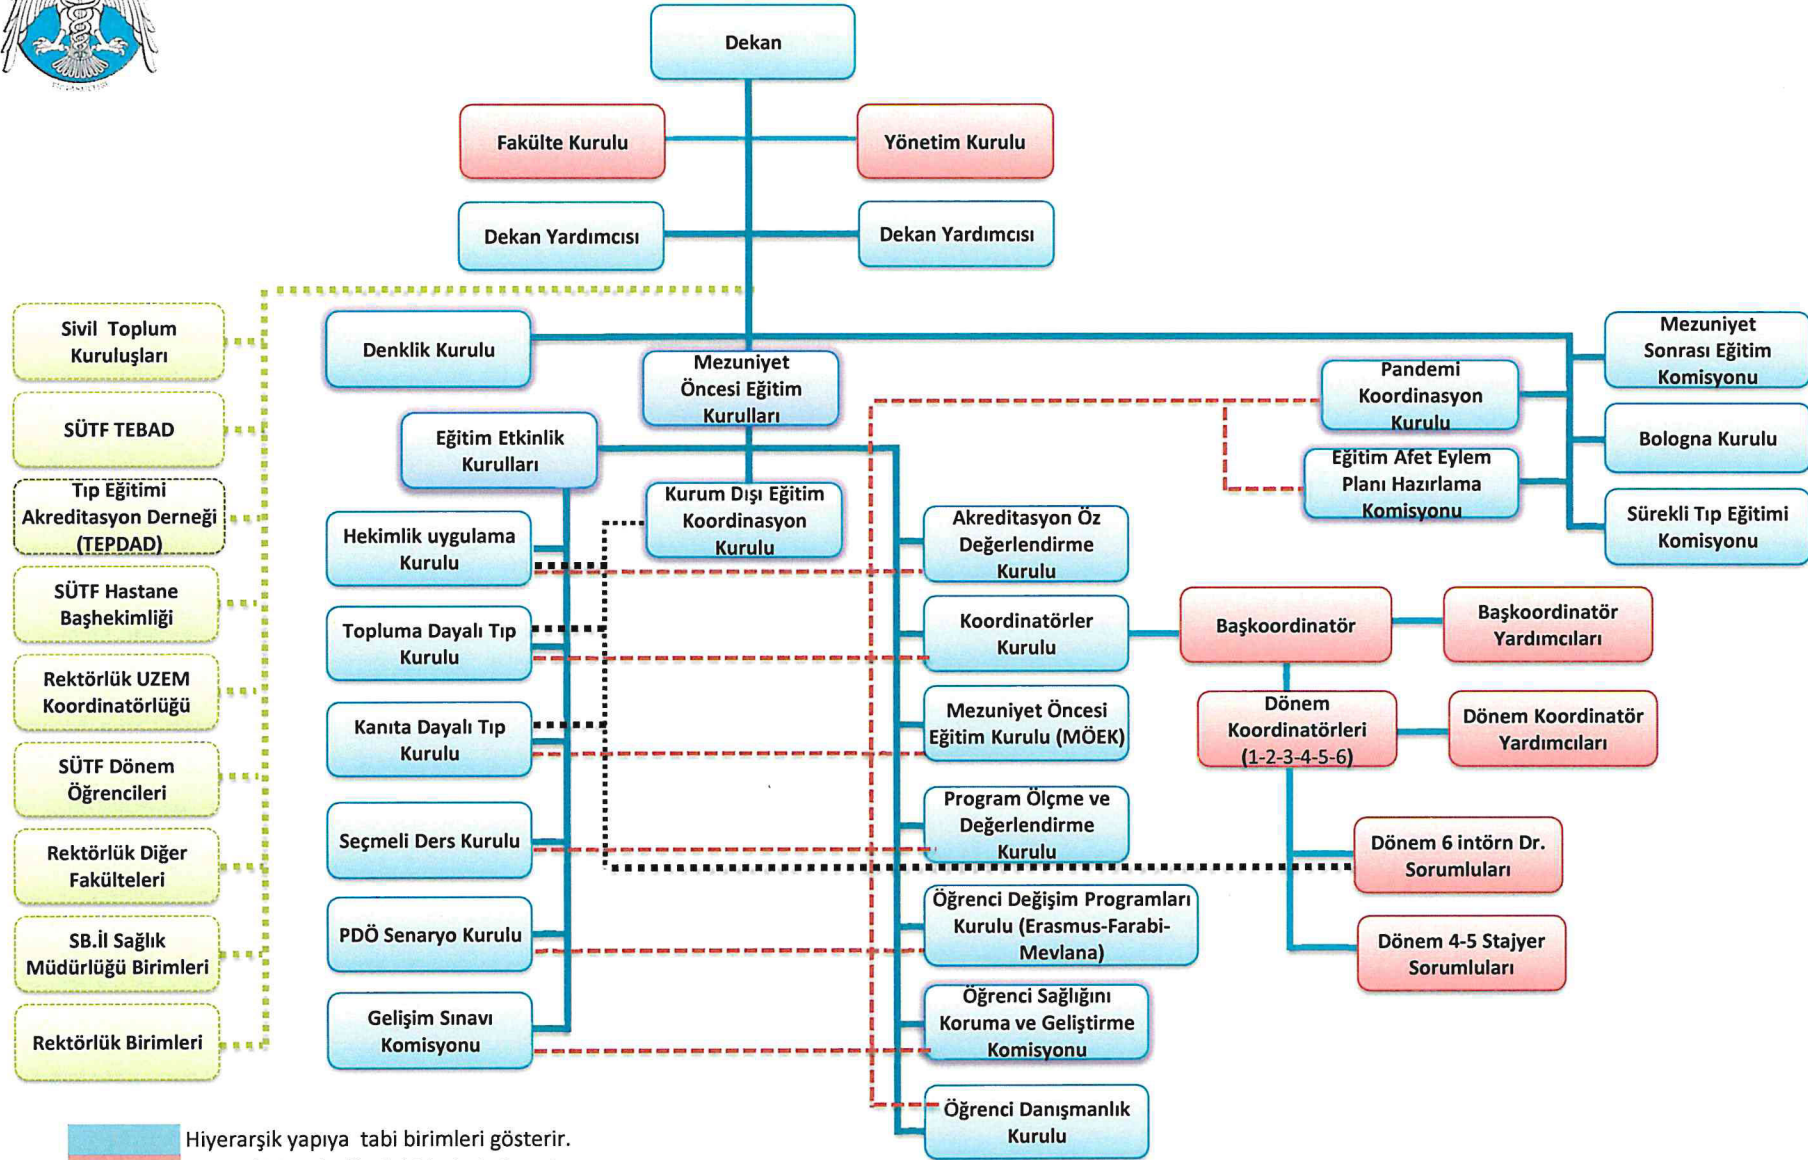 Dekan
Fakülte Kurulu
Yönetim Kurulu
Dekan Yardımcısı
Dekan Yardımcısı
Sivil Toplum
Kuruluşları
SÜTF TEBAD
Tıp Eğitimi
Akreditasyon Derneği
(TEPDAD)
SÜTF Hastane
Başhekimliği
Rektörlük UZEM
Koordinatörlüğü
SÜTF Dönem
Öğrencileri
Rektörlük Diğer
Fakülteleri
SB.İl Sağlık
Müdürlüğü Birimleri
Rektörlük Birimleri
Denklik Kurulu
Mezuniyet
Öncesi Eğitim
Kurulları
Eğitim Etkinlik
Kurulları
Kurum Dışı Eğitim
Koordinasyon
Kurulu
Hekimlik uygulama
Kurulu
Topluma Dayalı Tıp
Kurulu
Kanıta Dayalı Tıp
Kurulu
Seçmeli Ders Kurulu
PDÖ Senaryo Kurulu
Gelişim Sınavı
Komisyonu
Akreditasyon Öz
Değerlendirme
Kurulu
Koordinatörler
Kurulu
Mezuniyet Öncesi
Eğitim Kurulu (MÖEK)
Program Ölçme ve
Değerlendirme
Kurulu
Öğrenci Değişim Programları
Kurulu (Erasmus-Farabi-
Mevlana)
Öğrenci Sağlığını
Koruma ve Geliştirme
Komisyonu
Öğrenci Danışmanlık
Kurulu
Pandemi
Koordinasyon
Kurulu
Eğitim Afet Eylem
Planı Hazırlama
Komisyonu
Mezuniyet
Sonrası Eğitim
Komisyonu
Bologna Kurulu
Sürekli Tıp Eğitimi
Komisyonu
Başkoordinatör
Başkoordinatör
Yardımcıları
Dönem
Koordinatörleri
(1-2-3-4-5-6)
Dönem Koordinatör
Yardımcıları
Dönem 6 intörn Dr.
Sorumluları
Dönem 4-5 Stajyer
Sorumluları
Hiyerarşik yapıya tabi birimleri gösterir.